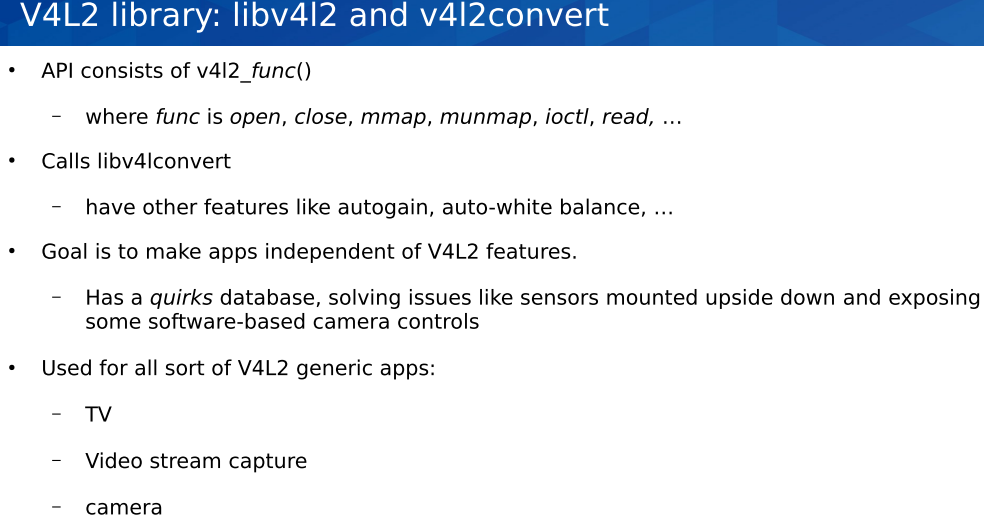 V4L2 library: libv4l2 and v4l2convert
• API consists of v4l2_func()
– where func is open, close, mmap, munmap, ioctl, read, …
• Calls libv4lconvert
– have other features like autogain, auto-white balance, …
• Goal is to make apps independent of V4L2 features.
– Has a quirks database, solving issues like sensors mounted upside down and exposing
some software-based camera controls
• Used for all sort of V4L2 generic apps:
– TV
– Video stream capture
– camera